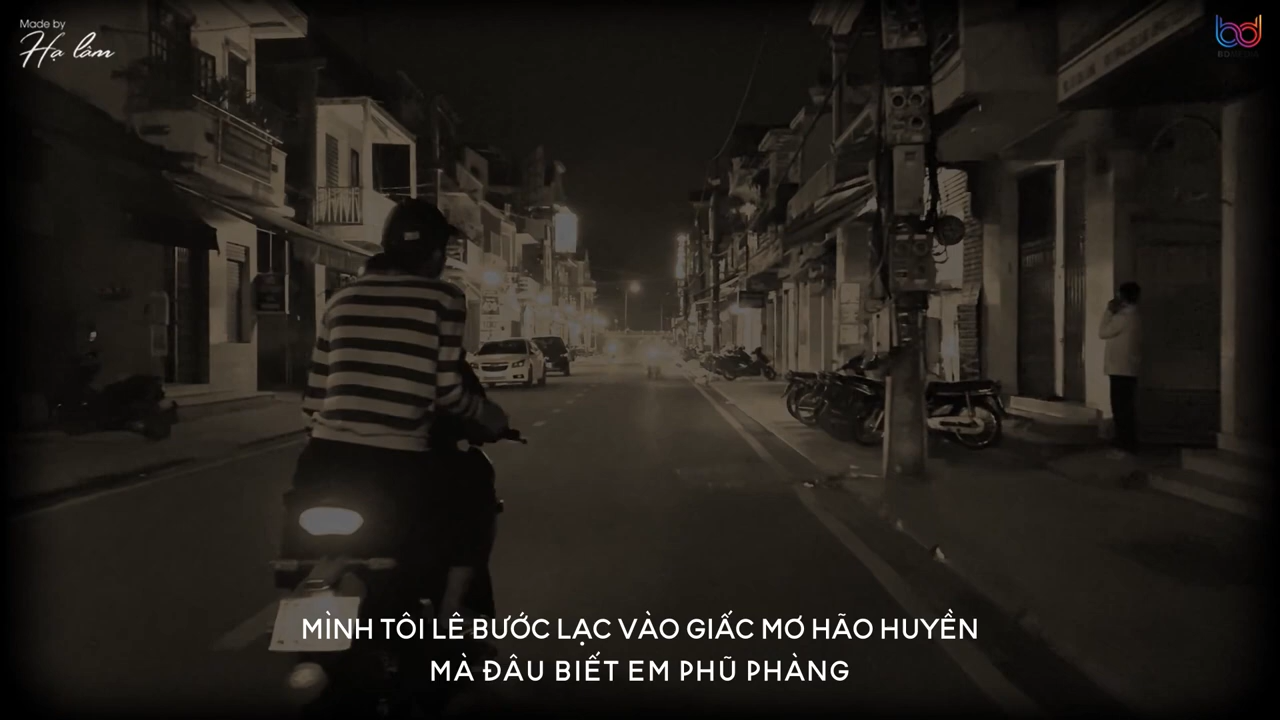 Made by
Hạ lâm
bd
MÌNH TÔI LÊ BƯỚC LẠC VÀO GIẤC MƠ HÃO HUYỀN
MÀ ĐÂU BIẾT EM PHŨ PHÀNG